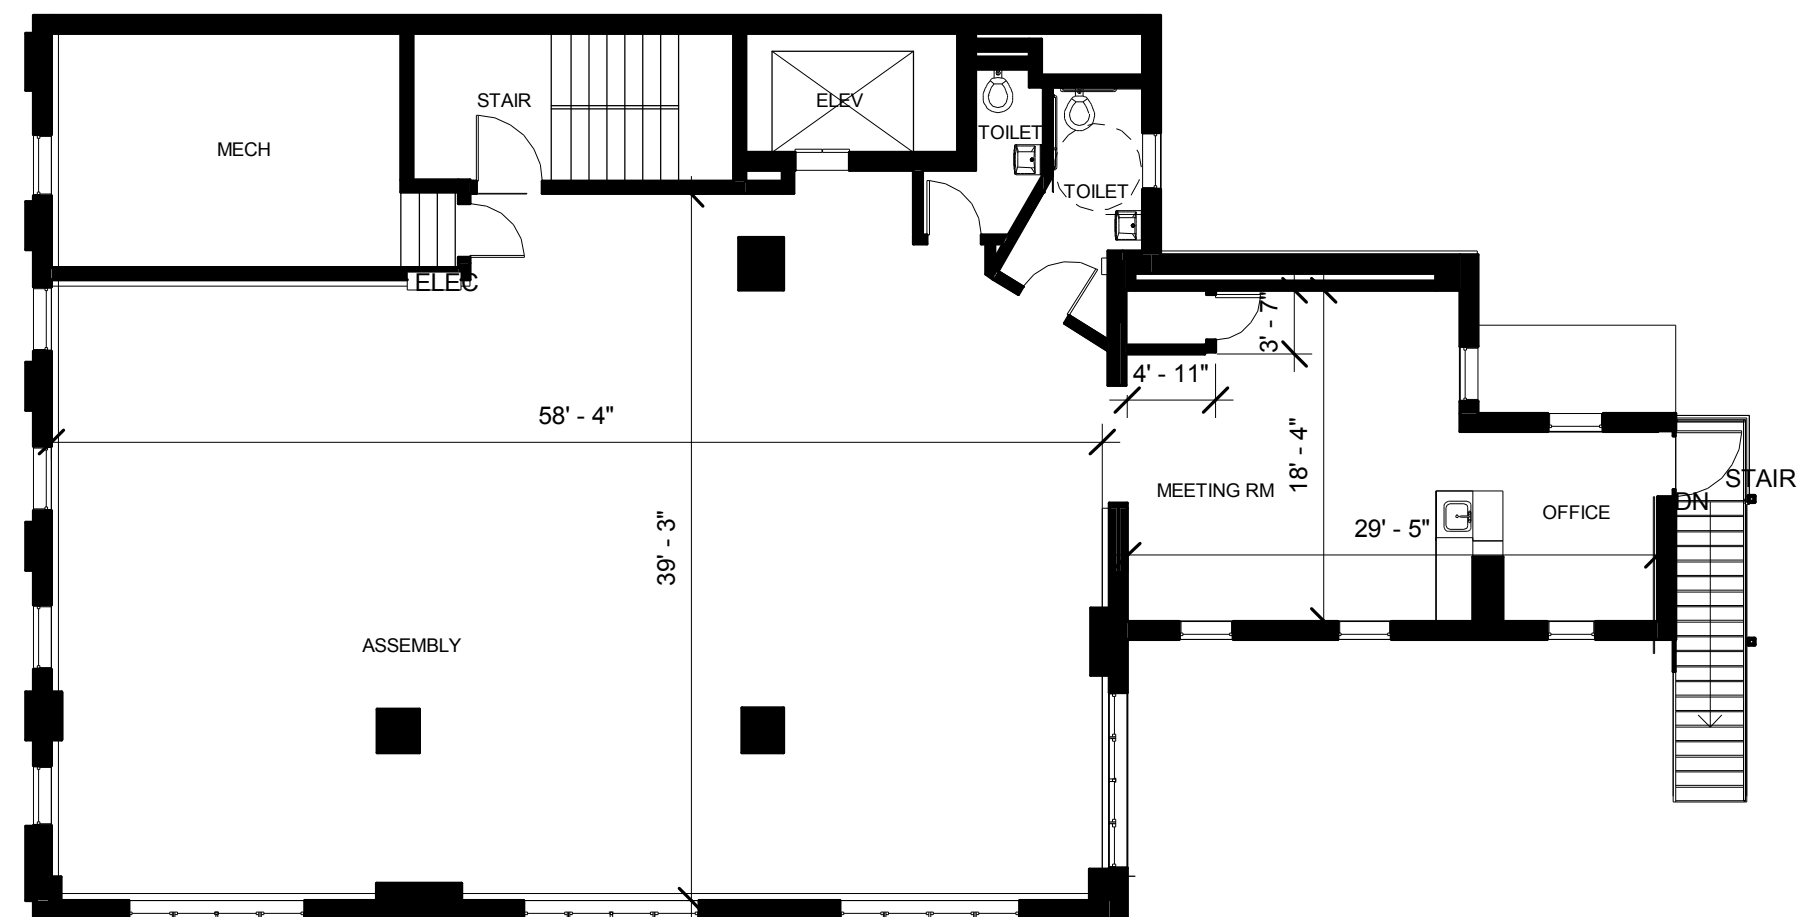 STAIR
ELEV
MECH
TOILET
TOILET
ELEC
3' - 7"
4' - 11"
58' - 4"
18' - 4"
MEETING RM
STAIR
DN
OFFICE
29' - 5"
39' - 3"
ASSEMBLY